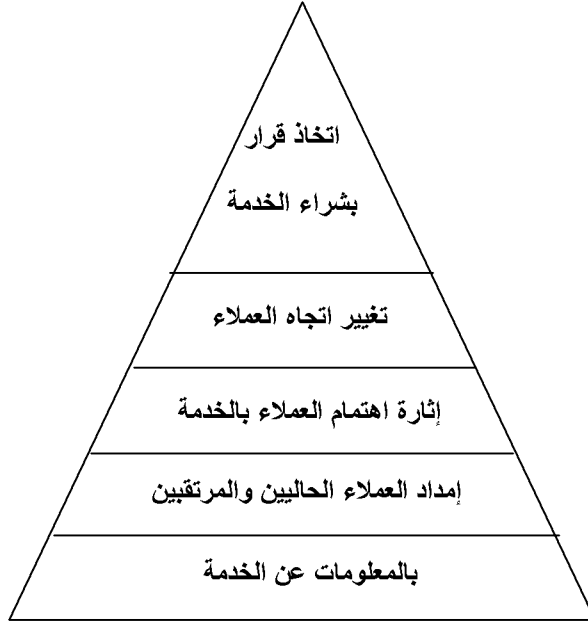 اتخاذ قرار
بشراء الخدمة
تغيير اتجاه العملاء
إثارة اهتمام العملاء بالخدمة
إمداد العملاء الحاليين والمرتقبين
بالمعلومات عن الخدمة